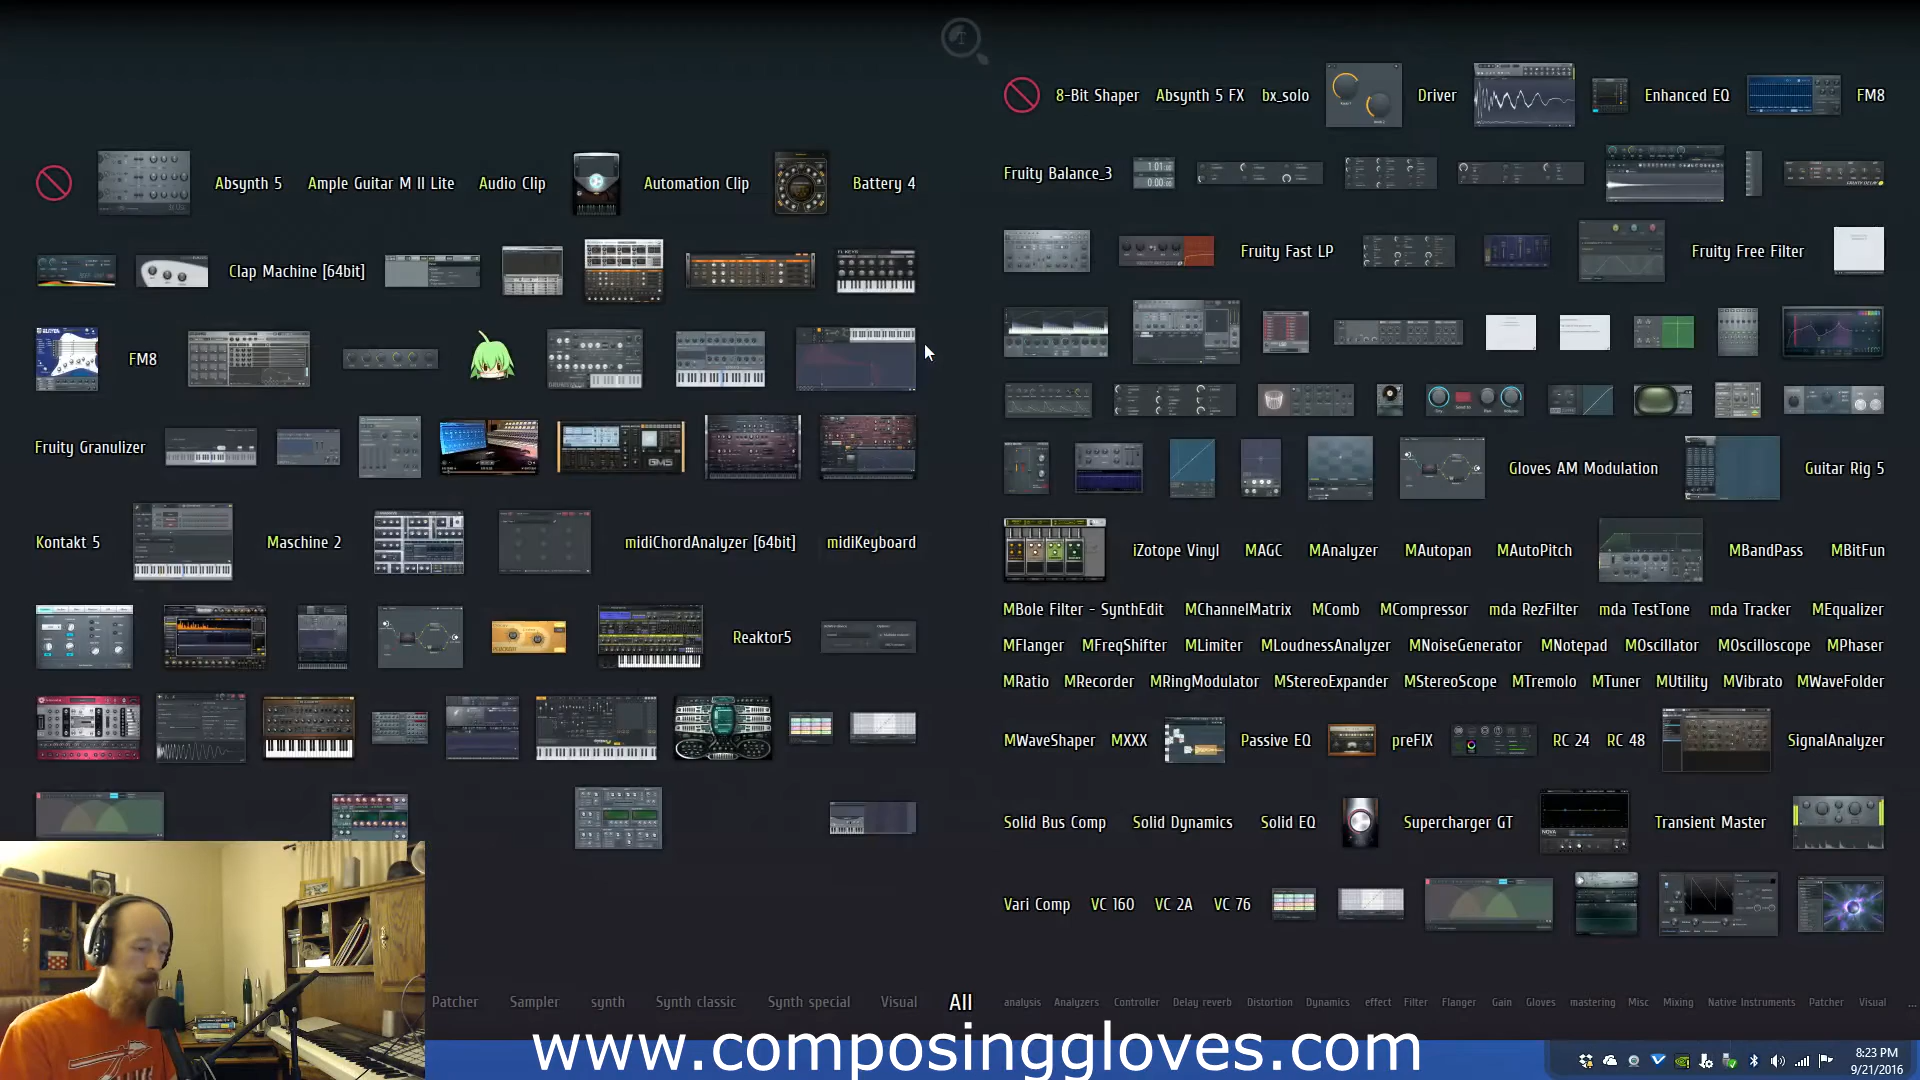 8-Bit Shaper Absynth 5 FX bx_solo Driver Enhanced EQ FM8
Fruity Balance_3
Absynth 5 Ample Guitar M II Lite Audio Clip Automation Clip Battery 4
Fruity Fast LP Fruity Free Filter
Clap Machine [64bit]
FM8
Fruity Granulizer
Gloves AM Modulation Guitar Rig 5
Kontakt 5 Maschine 2 midiChordAnalyzer [64bit] midiKeyboard
iZotope Vinyl MAGC MAnalyzer MAutopan MAutoPitch MBandPass MBitFun
MBole Filter - SynthEdit MChannelMatrix MComb MCompressor mda RezFilter mda TestTone mda Tracker MEqualizer
Reaktor5
MFlanger MFreqShifter MLimiter MLoudnessAnalyzer MNoiseGenerator MNotepad MOscillator MOscilloscope MPhaser
MRatio MRecorder MRingModulator MStereoExpander MStereoScope MTremolo MTuner MUtility MVibrato MWaveFolder
MWaveShaper MXXX Passive EQ preFIX RC 24 RC 48 SignalAnalyzer
Solid Bus Comp Solid Dynamics Solid EQ Supercharger GT Transient Master
Vari Comp VC 160 VC 2A VC 76
Patcher Sampler synth Synth classic Synth special Visual All analysis Analyzers Controller Delay reverb Distortion Dynamics effect Filter Flanger Gain Gloves mastering Misc Mixing Native Instruments Patcher Visual ...
www.composinggloves.com
8:23 PM
9/21/2016